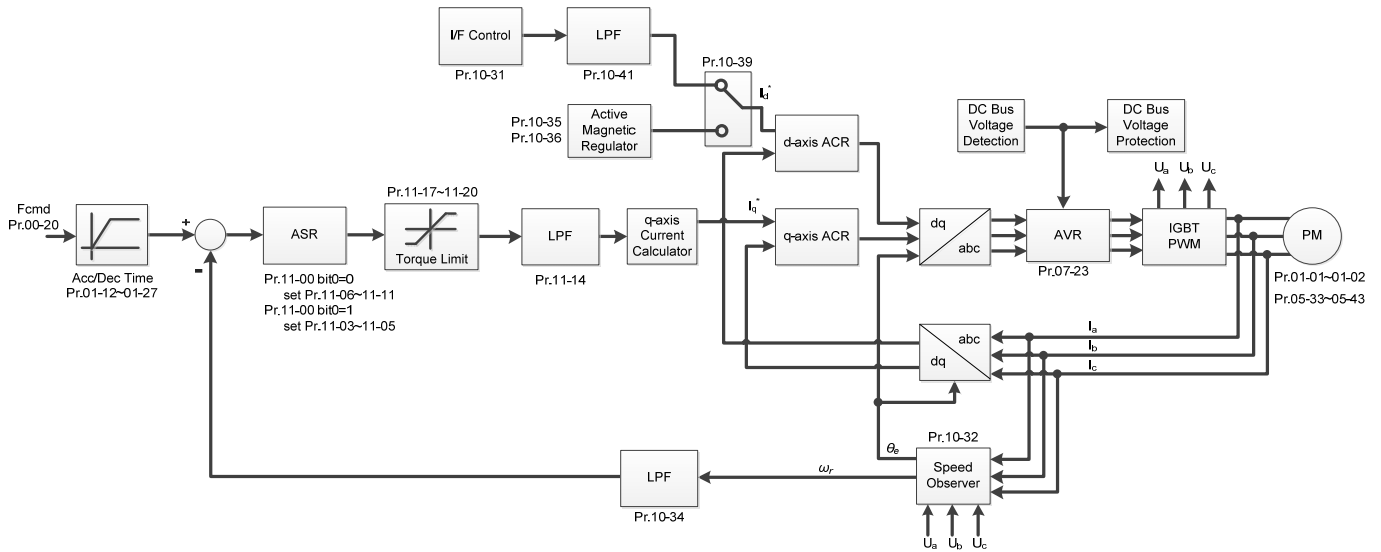 I/F Control
Pr.10-31
LPF
Pr.10-41
Pr.10-39
Id*
Pr.10-35
Pr.10-36
Active
Magnetic
Regulator
d-axis ACR
DC Bus
Voltage
Detection
DC Bus
Voltage
Protection
Fcmd
Pr.00-20
Acc/Dec Time
Pr.01-12~01-27
+
-
ASR
Pr.11-00 bit0=0
set Pr.11-06~11-11
Pr.11-00 bit0=1
set Pr.11-03~11-05
Pr.11-17~11-20
Torque Limit
LPF
Pr.11-14
q-axis
Current
Calculator
Iq*
q-axis ACR
dq
abc
AVR
Pr.07-23
Ua
Ub
Uc
IGBT
PWM
PM
Pr.01-01~01-02
Pr.05-33~05-43
abc
dq
Ia
Ib
Ic
Pr.10-32
Speed
Observer
θe
ωr
LPF
Pr.10-34
Ua
Ub
Uc